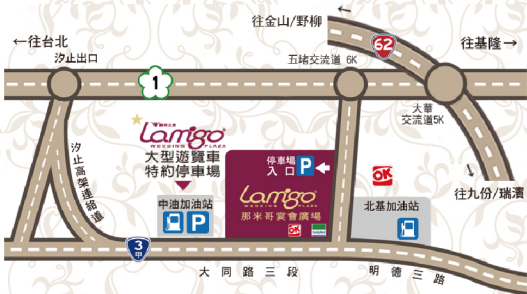 往金山/野柳
←往台北
汐止出口
62
往基隆→
五堵交流道 6K
1
大華
交流道5K
Lamigo
WEDDING PLAZA
大型遊覽車
特約停車場
汐止高架連絡道
停車場
入口 P
OK
往九份/瑞濱
中油加油站
P
Lamigo
WEDDING PLAZA
那米哥宴會廣場
OK
北基加油站
3
甲
大同路三段
明德三路